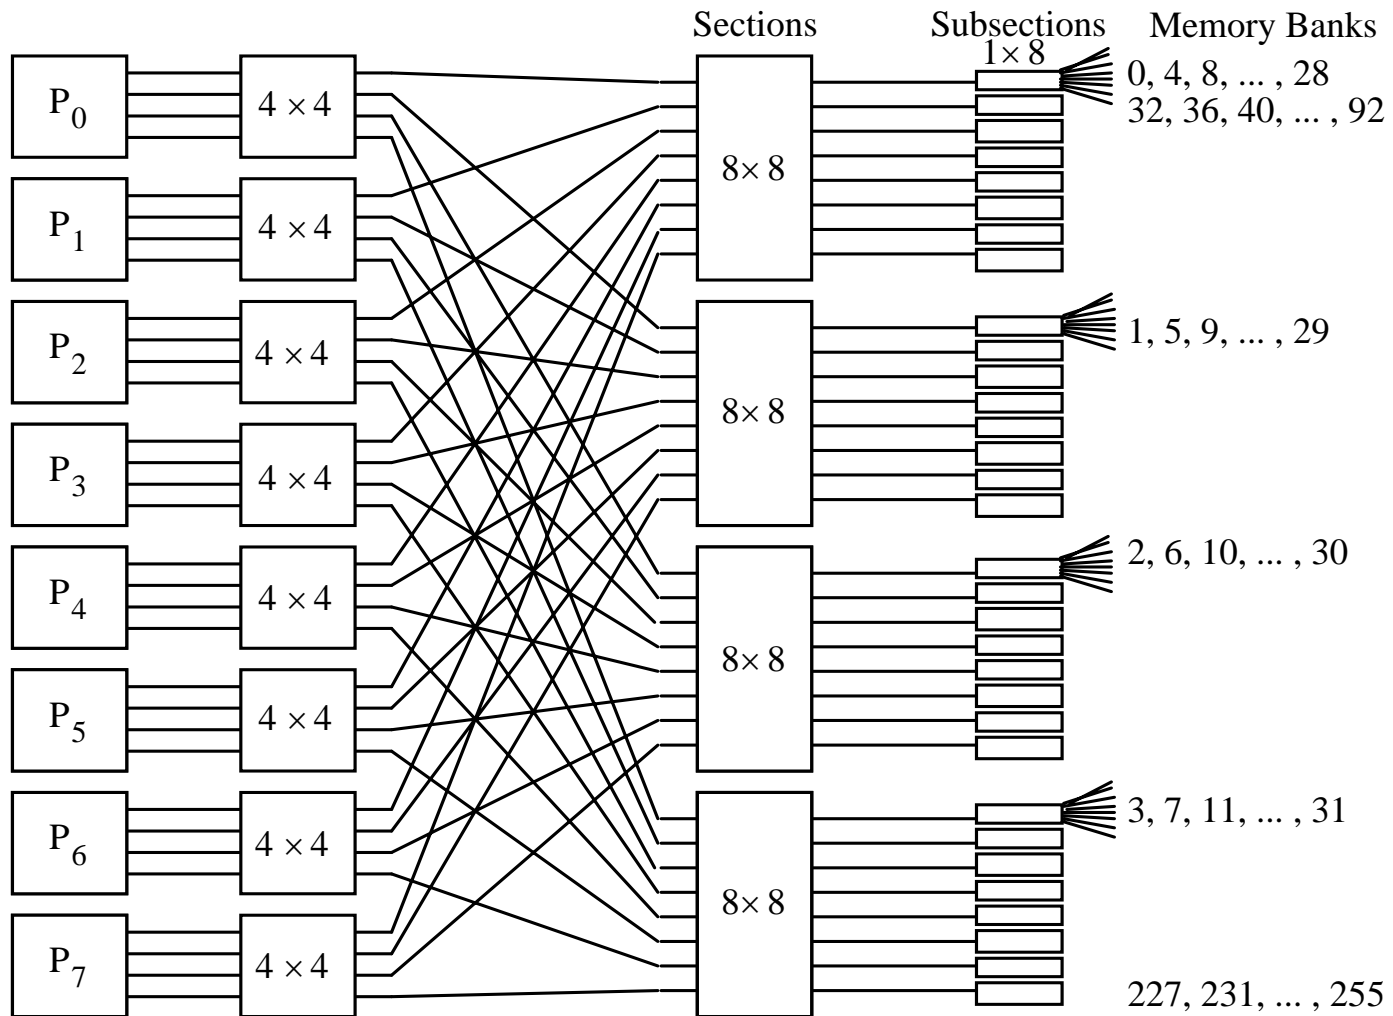 Sections Subsections Memory Banks
1×8
P0 4×4 0, 4, 8, ... , 28
32, 36, 40, ... , 92
8×8
P1 4×4
P2 4×4 1, 5, 9, ... , 29
8×8
P3 4×4
P4 4×4 2, 6, 10, ... , 30
8×8
P5 4×4
P6 4×4 3, 7, 11, ... , 31
8×8
P7 4×4 227, 231, ... , 255